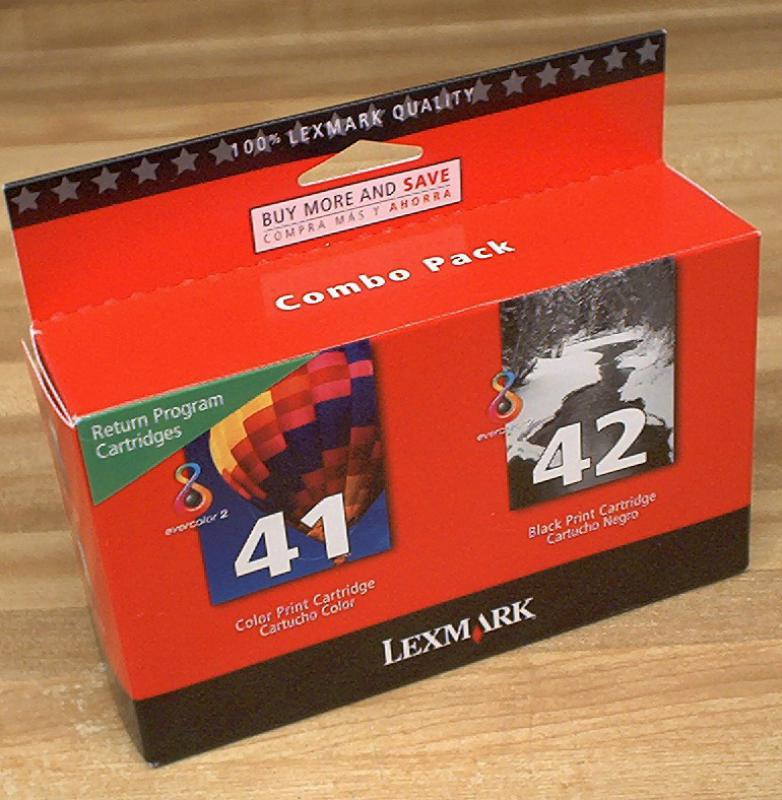 100% LEXMARK QUALITY
BUY MORE AND SAVE
COMPRA MÁS Y AHORRA
Combo Pack
Return Program
Cartridges
evercolor 2
41
Color Print Cartridge
Cartucho Color
42
Black Print Cartridge
Cartucho Negro
LEXMARK